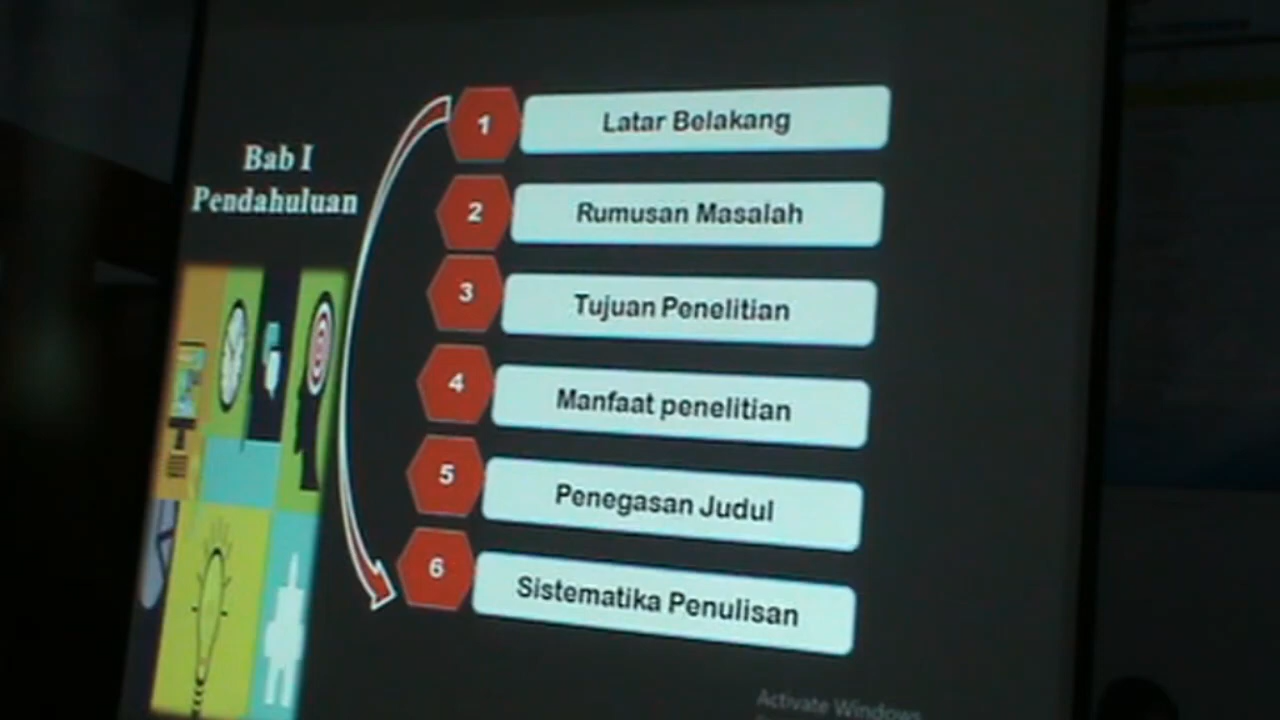 Bab I
Pendahuluan
1 Latar Belakang
2 Rumusan Masalah
3 Tujuan Penelitian
4 Manfaat penelitian
5 Penegasan Judul
6 Sistematika Penulisan
Activate Windows